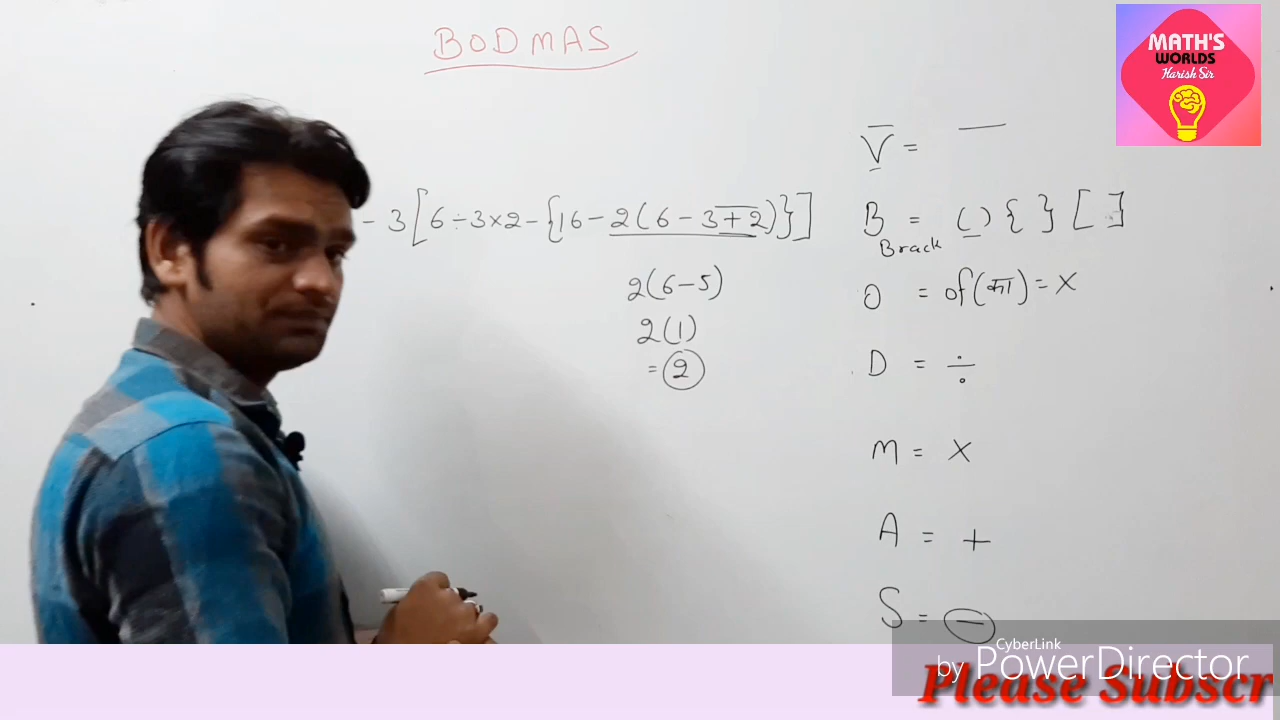 BODMAS
MATH'S
WORLDS
Harish Sir
V̅ = ‾
- 3[6÷3×2-{16-2(6-3̅+̅2̅)}]
B = ( ) { } [ ]
Brack
2(6-5)
O = of(का) = ×
2(1)
= 2
D = ÷
M = ×
A = +
S = -
CyberLink
by PowerDirector
Please Subscr